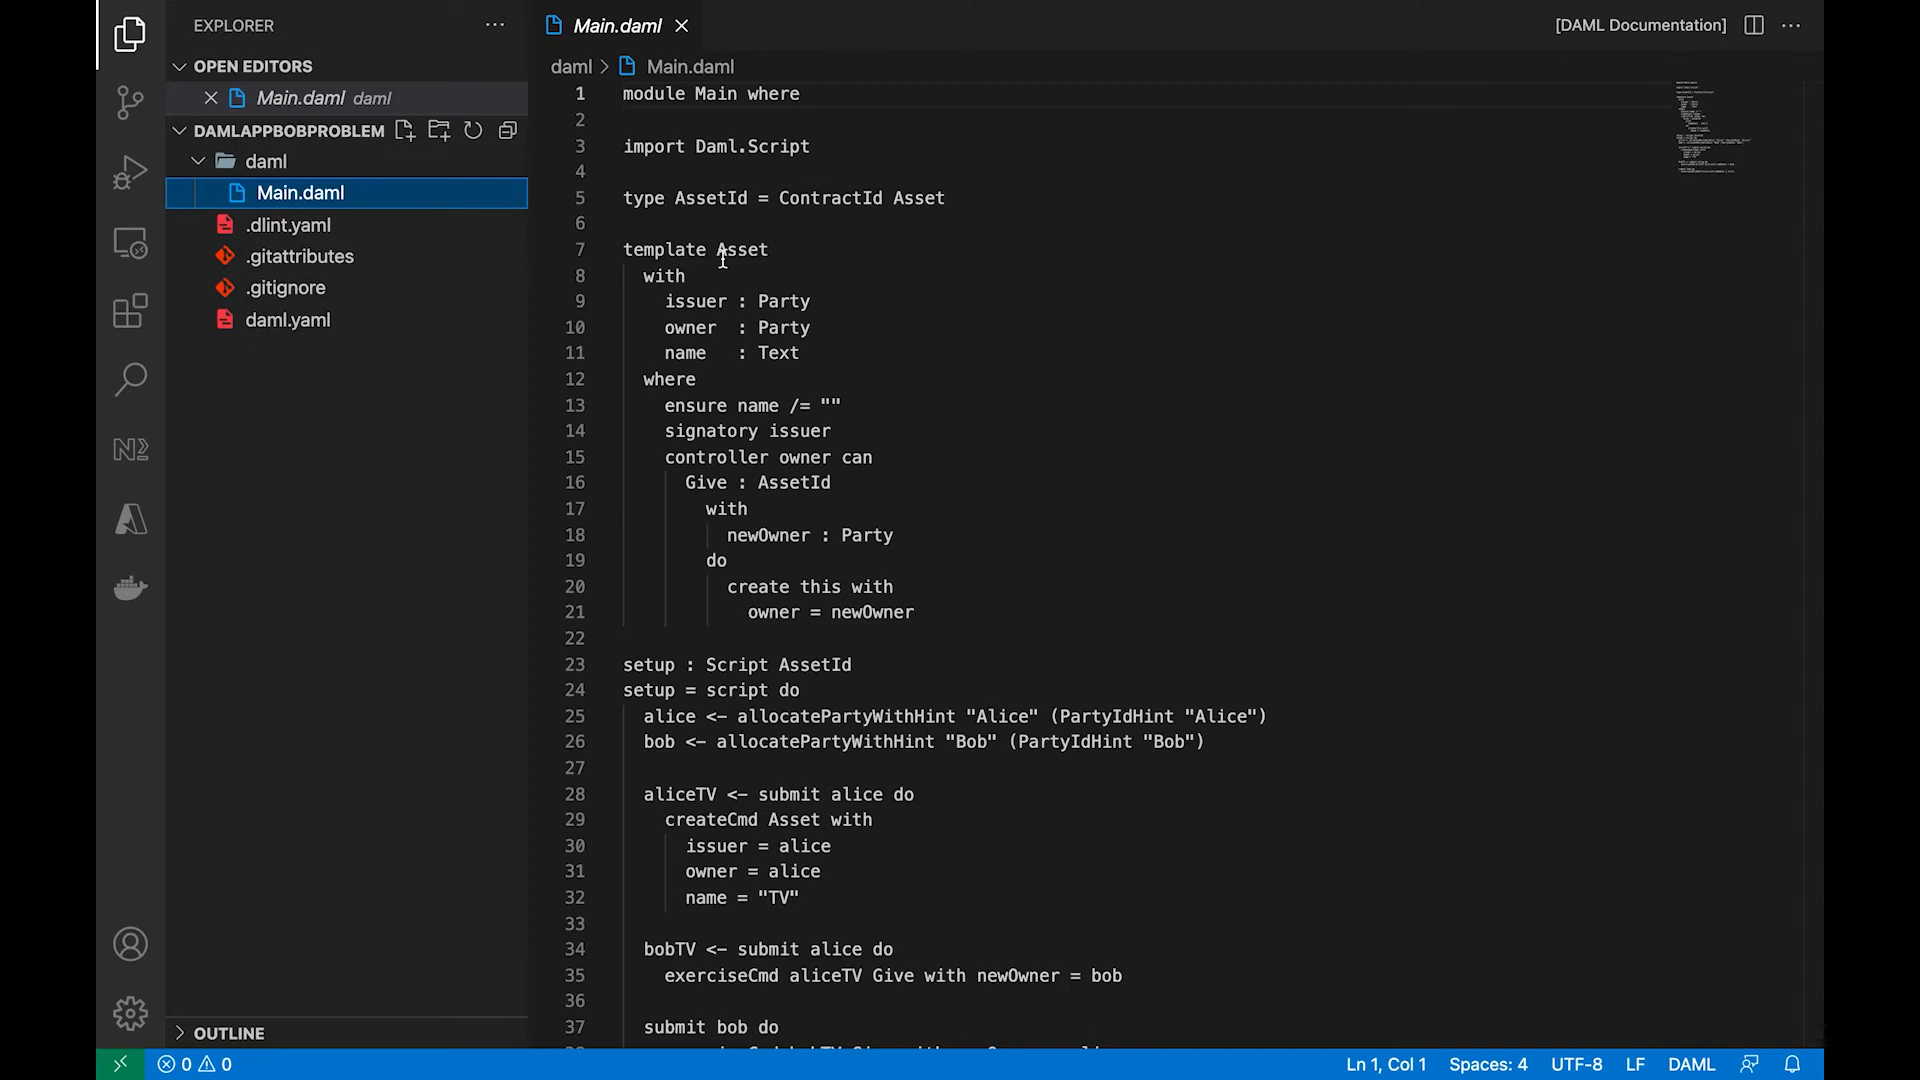 EXPLORER
OPEN EDITORS
Main.daml daml
DAMLAPPBOBPROBLEM
daml
Main.daml
.dlint.yaml
.gitattributes
.gitignore
daml.yaml
OUTLINE
Main.daml
[DAML Documentation]
daml > Main.daml
1 module Main where
2
3 import Daml.Script
4
5 type AssetId = ContractId Asset
6
7 template Asset
8 with
9 issuer : Party
10 owner : Party
11 name : Text
12 where
13 ensure name /= ""
14 signatory issuer
15 controller owner can
16 Give : AssetId
17 with
18 newOwner : Party
19 do
20 create this with
21 owner = newOwner
22
23 setup : Script AssetId
24 setup = script do
25 alice <- allocatePartyWithHint "Alice" (PartyIdHint "Alice")
26 bob <- allocatePartyWithHint "Bob" (PartyIdHint "Bob")
27
28 aliceTV <- submit alice do
29 createCmd Asset with
30 issuer = alice
31 owner = alice
32 name = "TV"
33
34 bobTV <- submit alice do
35 exerciseCmd aliceTV Give with newOwner = bob
36
37 submit bob do
0 0
Ln 1, Col 1 Spaces: 4 UTF-8 LF DAML